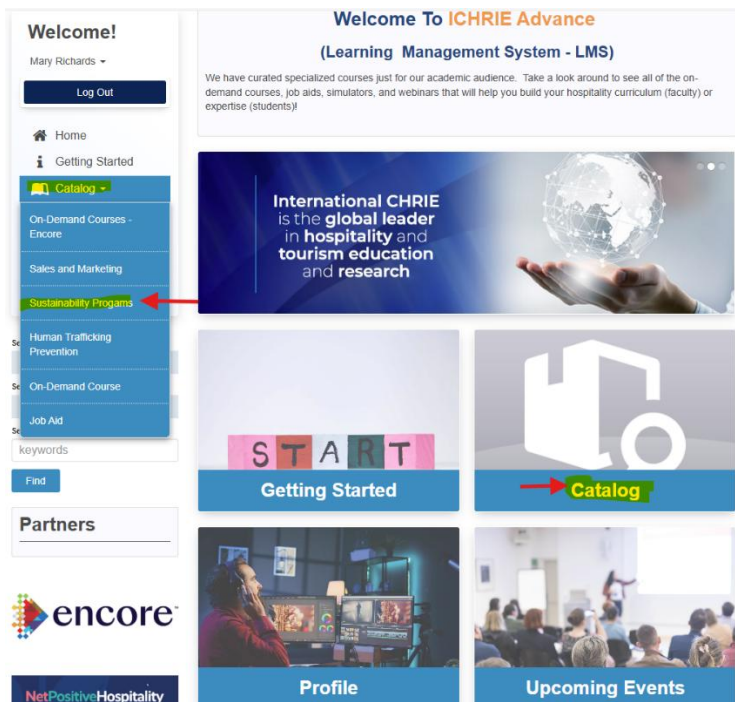 Welcome!
Mary Richards
Log Out
Home
Getting Started
Catalog
On-Demand Courses -
Encore
Sales and Marketing
Sustainability Progams
Human Trafficking
Prevention
On-Demand Course
Job Aid
Se
Se
Se
keywords
Find
Partners
encore
NetPositiveHospitality
Welcome To ICHRIE Advance
(Learning Management System - LMS)
We have curated specialized courses just for our academic audience. Take a look around to see all of the on-
demand courses, job aids, simulators, and webinars that will help you build your hospitality curriculum (faculty) or
expertise (students)!
International CHRIE
is the global leader
in hospitality and
tourism education
and research
START
Getting Started
Catalog
Profile
Upcoming Events